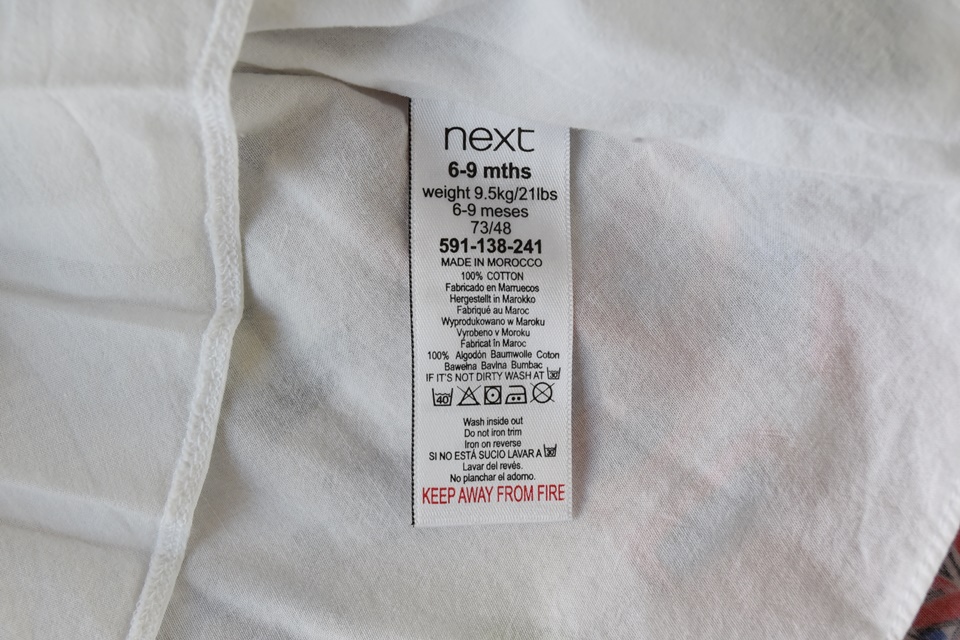 next
6-9 mths
weight 9.5kg/21lbs
6-9 meses
73/48
591-138-241
MADE IN MOROCCO
100% COTTON
Fabricado en Marruecos
Hergestellt in Marokko
Fabriqué au Maroc
Wyprodukowano w Maroku
Vyrobeno v Moroku
Fabricat în Maroc
100% Algodón Baumwolle Coton
Bawełna Bavlna Bumbac
IF IT'S NOT DIRTY WASH AT 30
40
Wash inside out
Do not iron trim
Iron on reverse
SI NO ESTÁ SUCIO LAVAR A 30
Lavar del revés.
No planchar el adorno.
KEEP AWAY FROM FIRE